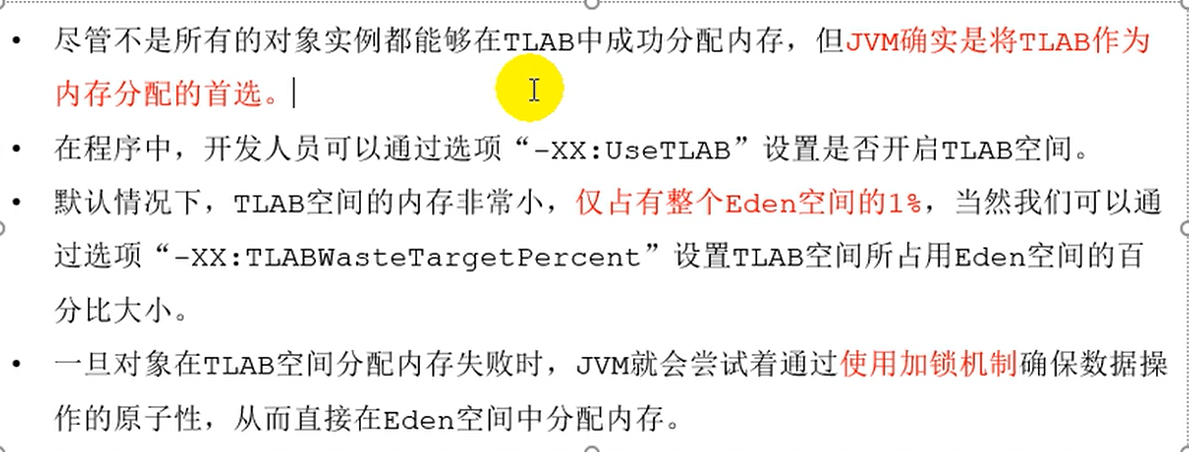 • 尽管不是所有的对象实例都能够在TLAB中成功分配内存，但JVM确实是将TLAB作为
内存分配的首选。
• 在程序中，开发人员可以通过选项“-XX:UseTLAB”设置是否开启TLAB空间。
• 默认情况下，TLAB空间的内存非常小，仅占有整个Eden空间的1%，当然我们可以通
过选项“-XX:TLABWasteTargetPercent”设置TLAB空间所占用Eden空间的百
分比大小。
• 一旦对象在TLAB空间分配内存失败时，JVM就会尝试着通过使用加锁机制确保数据操
作的原子性，从而直接在Eden空间中分配内存。